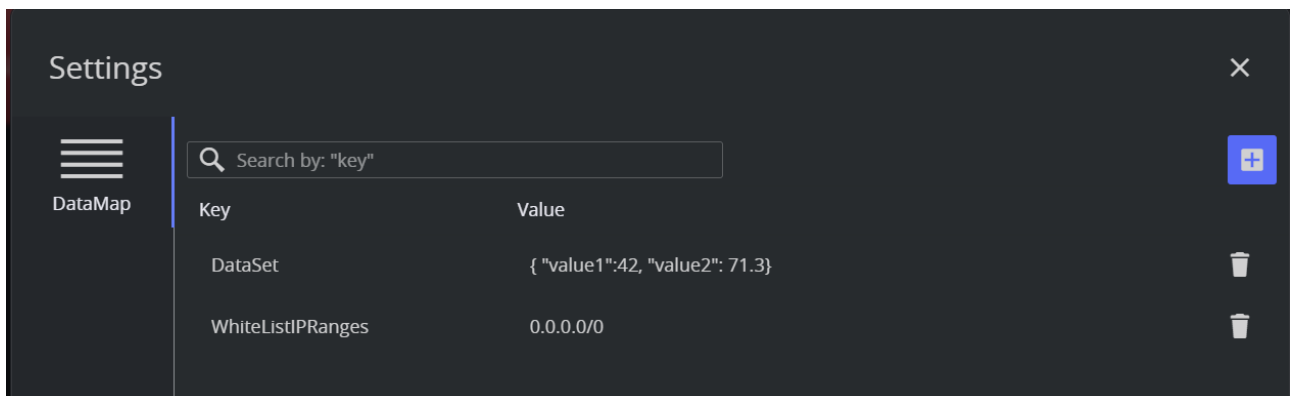 Settings
Search by: "key"
DataMap
Key Value
DataSet { "value1":42, "value2": 71.3}
WhiteListIPRanges 0.0.0.0/0